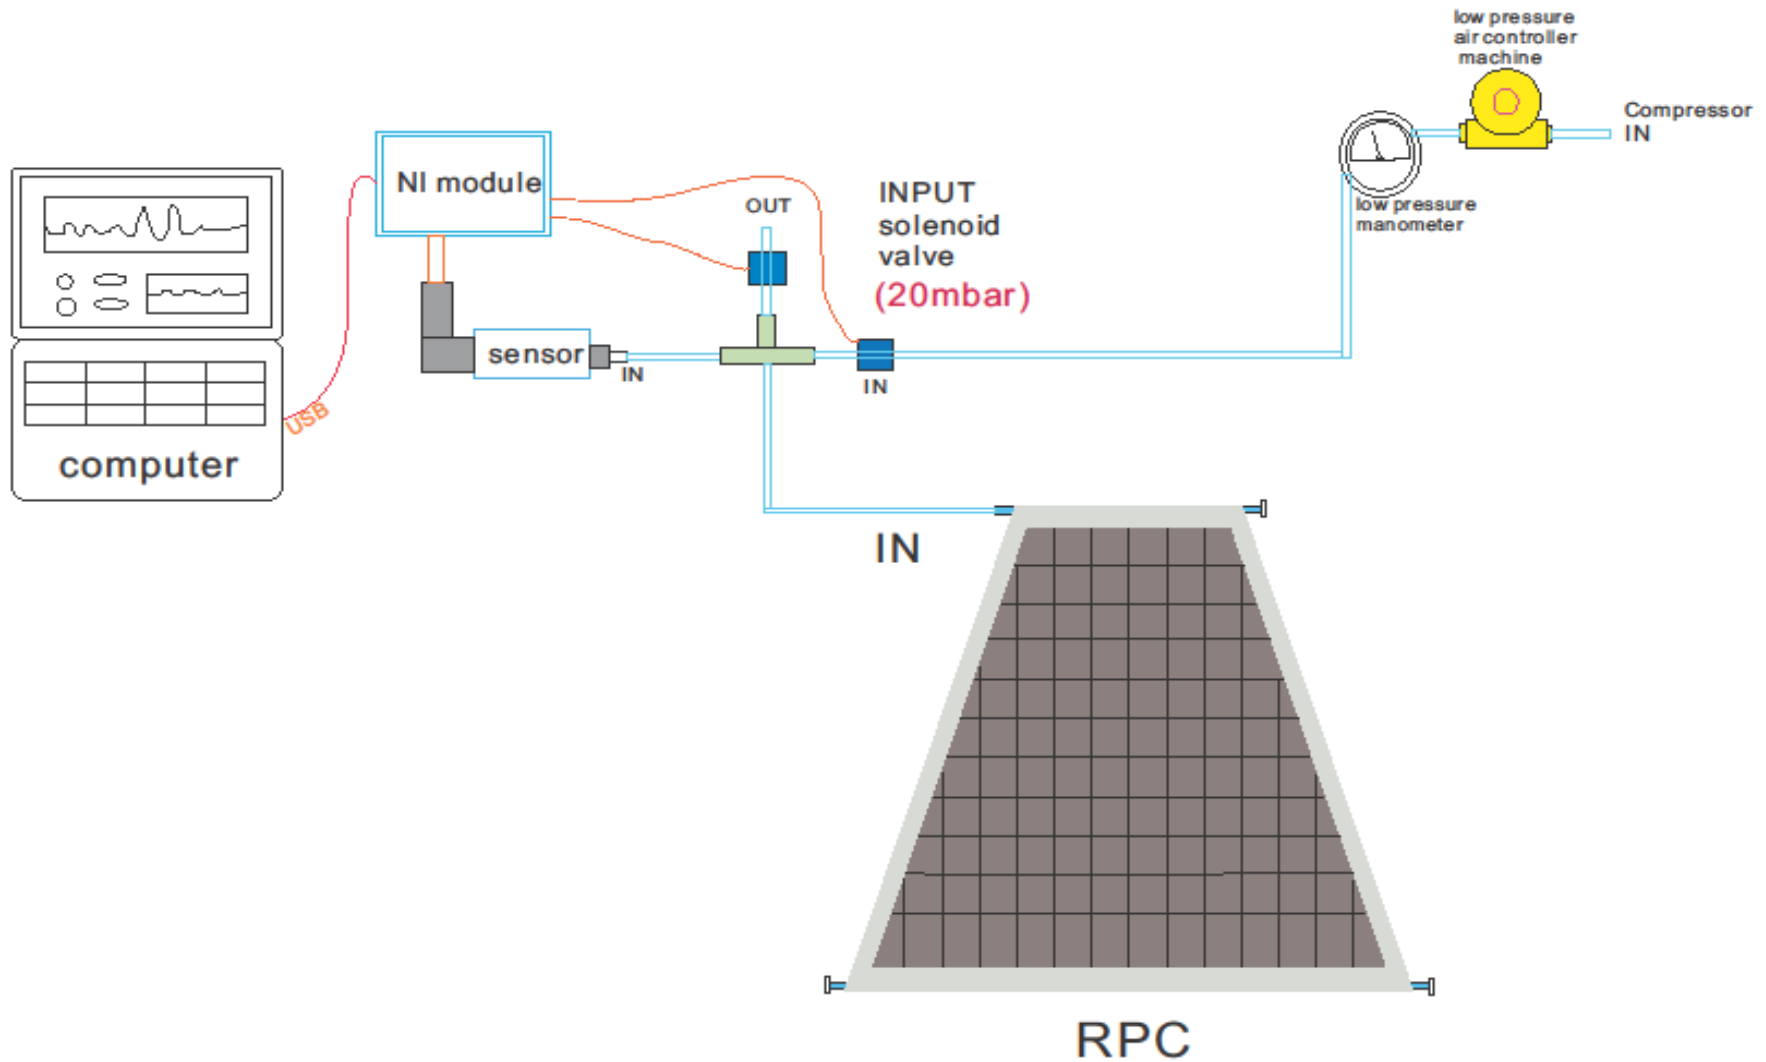 low pressure
air controller
machine
Compressor
IN
low pressure
manometer
NI module
OUT
INPUT
solenoid
valve
(20mbar)
sensor
IN
IN
USB
computer
IN
RPC